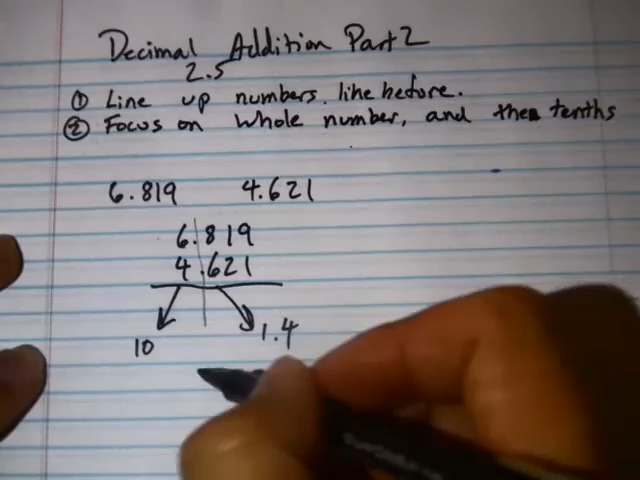 Decimal Addition Part 2
2.5
① Line up numbers. like before.
② Focus on whole number, and then tenths
6.819 4.621
6.819
4.621
10 1.4